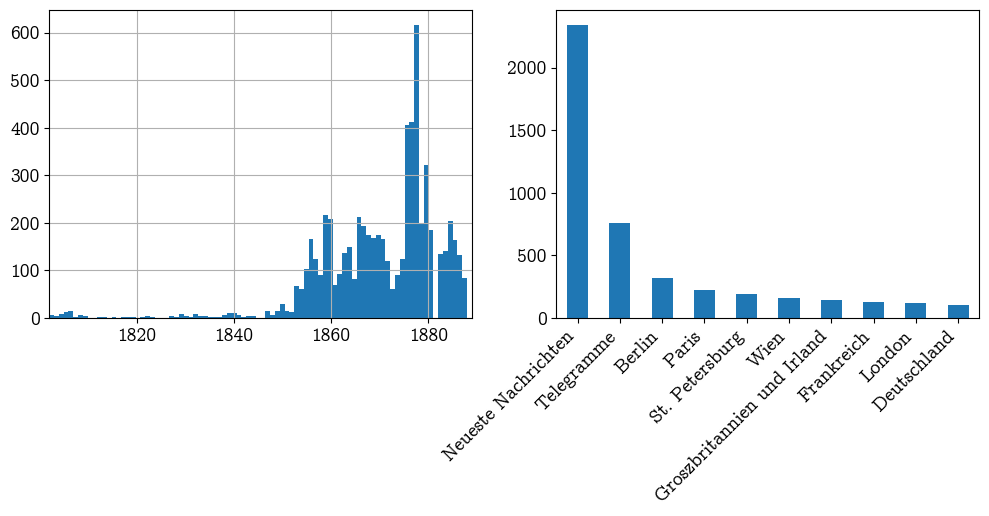 600
500
400
300
200
100
0
1820 1840 1860 1880
2000
1500
1000
500
0
Neueste Nachrichten
Telegramme
Berlin
Paris
St. Petersburg
Wien
Groszbritannien und Irland
Frankreich
London
Deutschland